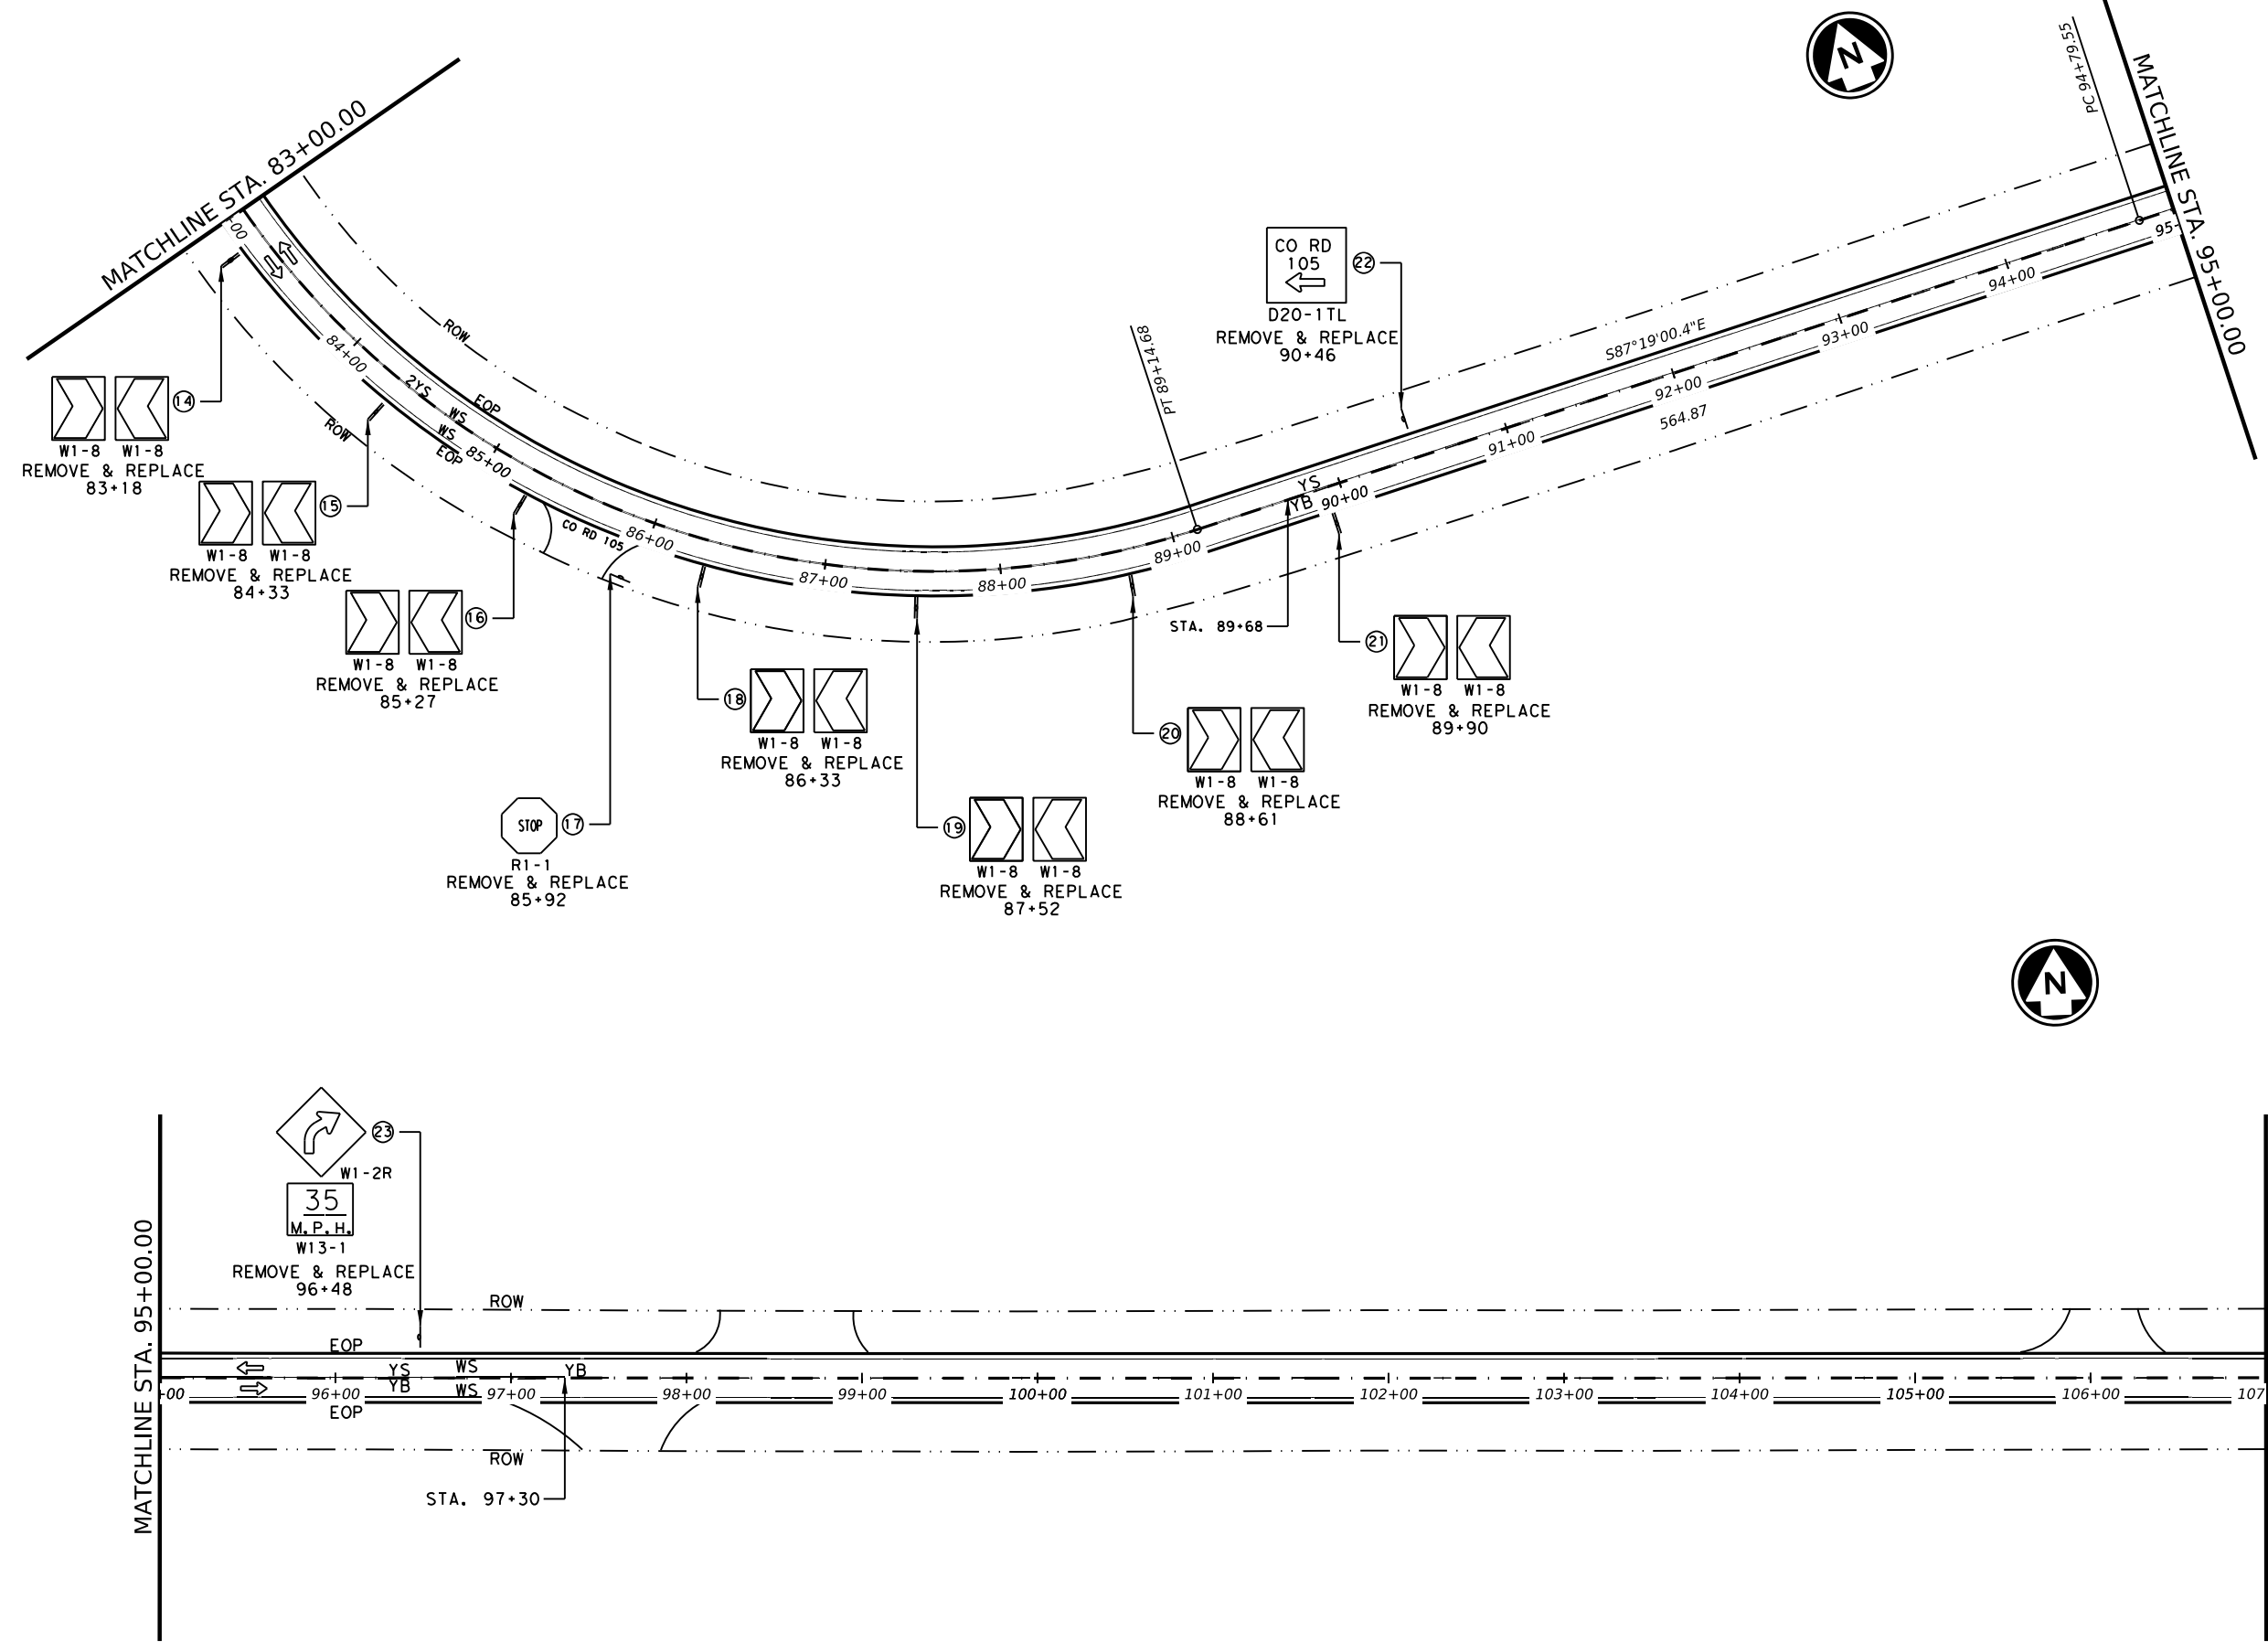 MATCHLINE STA. 83+00.00
N
PC 94+79.55
MATCHLINE STA. 95+00.00
+00
84+00
85+00
86+00
87+00
88+00
89+00
90+00
91+00
92+00
93+00
94+00
95+
ROW
ROW
EOP
EOP
2YS
WS
WS
CO RD 105
PT 89+14.68
YS
YB
S87°19'00.4"E
564.87
CO RD
105
22
D20-1TL
REMOVE & REPLACE
90+46
14
W1-8 W1-8
REMOVE & REPLACE
83+18
15
W1-8 W1-8
REMOVE & REPLACE
84+33
16
W1-8 W1-8
REMOVE & REPLACE
85+27
STOP 17
R1-1
REMOVE & REPLACE
85+92
18
W1-8 W1-8
REMOVE & REPLACE
86+33
19
W1-8 W1-8
REMOVE & REPLACE
87+52
20
W1-8 W1-8
REMOVE & REPLACE
88+61
STA. 89+68
21
W1-8 W1-8
REMOVE & REPLACE
89+90
N
23
W1-2R
35
M.P.H.
W13-1
REMOVE & REPLACE
96+48
MATCHLINE STA. 95+00.00
ROW
EOP
YS WS YB
YB WS
+00 96+00 97+00 98+00 99+00 100+00 101+00 102+00 103+00 104+00 105+00 106+00 107
EOP
ROW
STA. 97+30